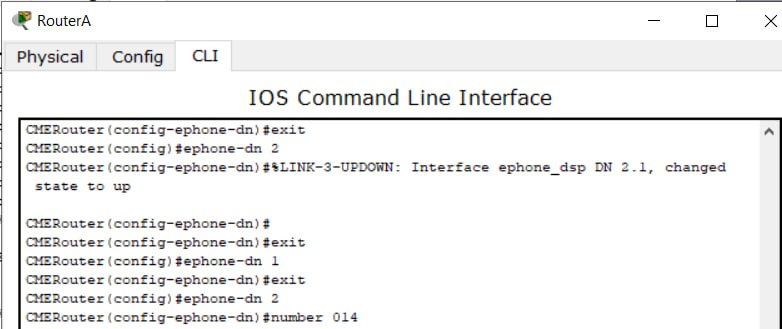 RouterA
Physical Config CLI
IOS Command Line Interface
CMERouter(config-ephone-dn)#exit
CMERouter(config)#ephone-dn 2
CMERouter(config-ephone-dn)#%LINK-3-UPDOWN: Interface ephone_dsp DN 2.1, changed
state to up
CMERouter(config-ephone-dn)#
CMERouter(config-ephone-dn)#exit
CMERouter(config)#ephone-dn 1
CMERouter(config-ephone-dn)#exit
CMERouter(config)#ephone-dn 2
CMERouter(config-ephone-dn)#number 014